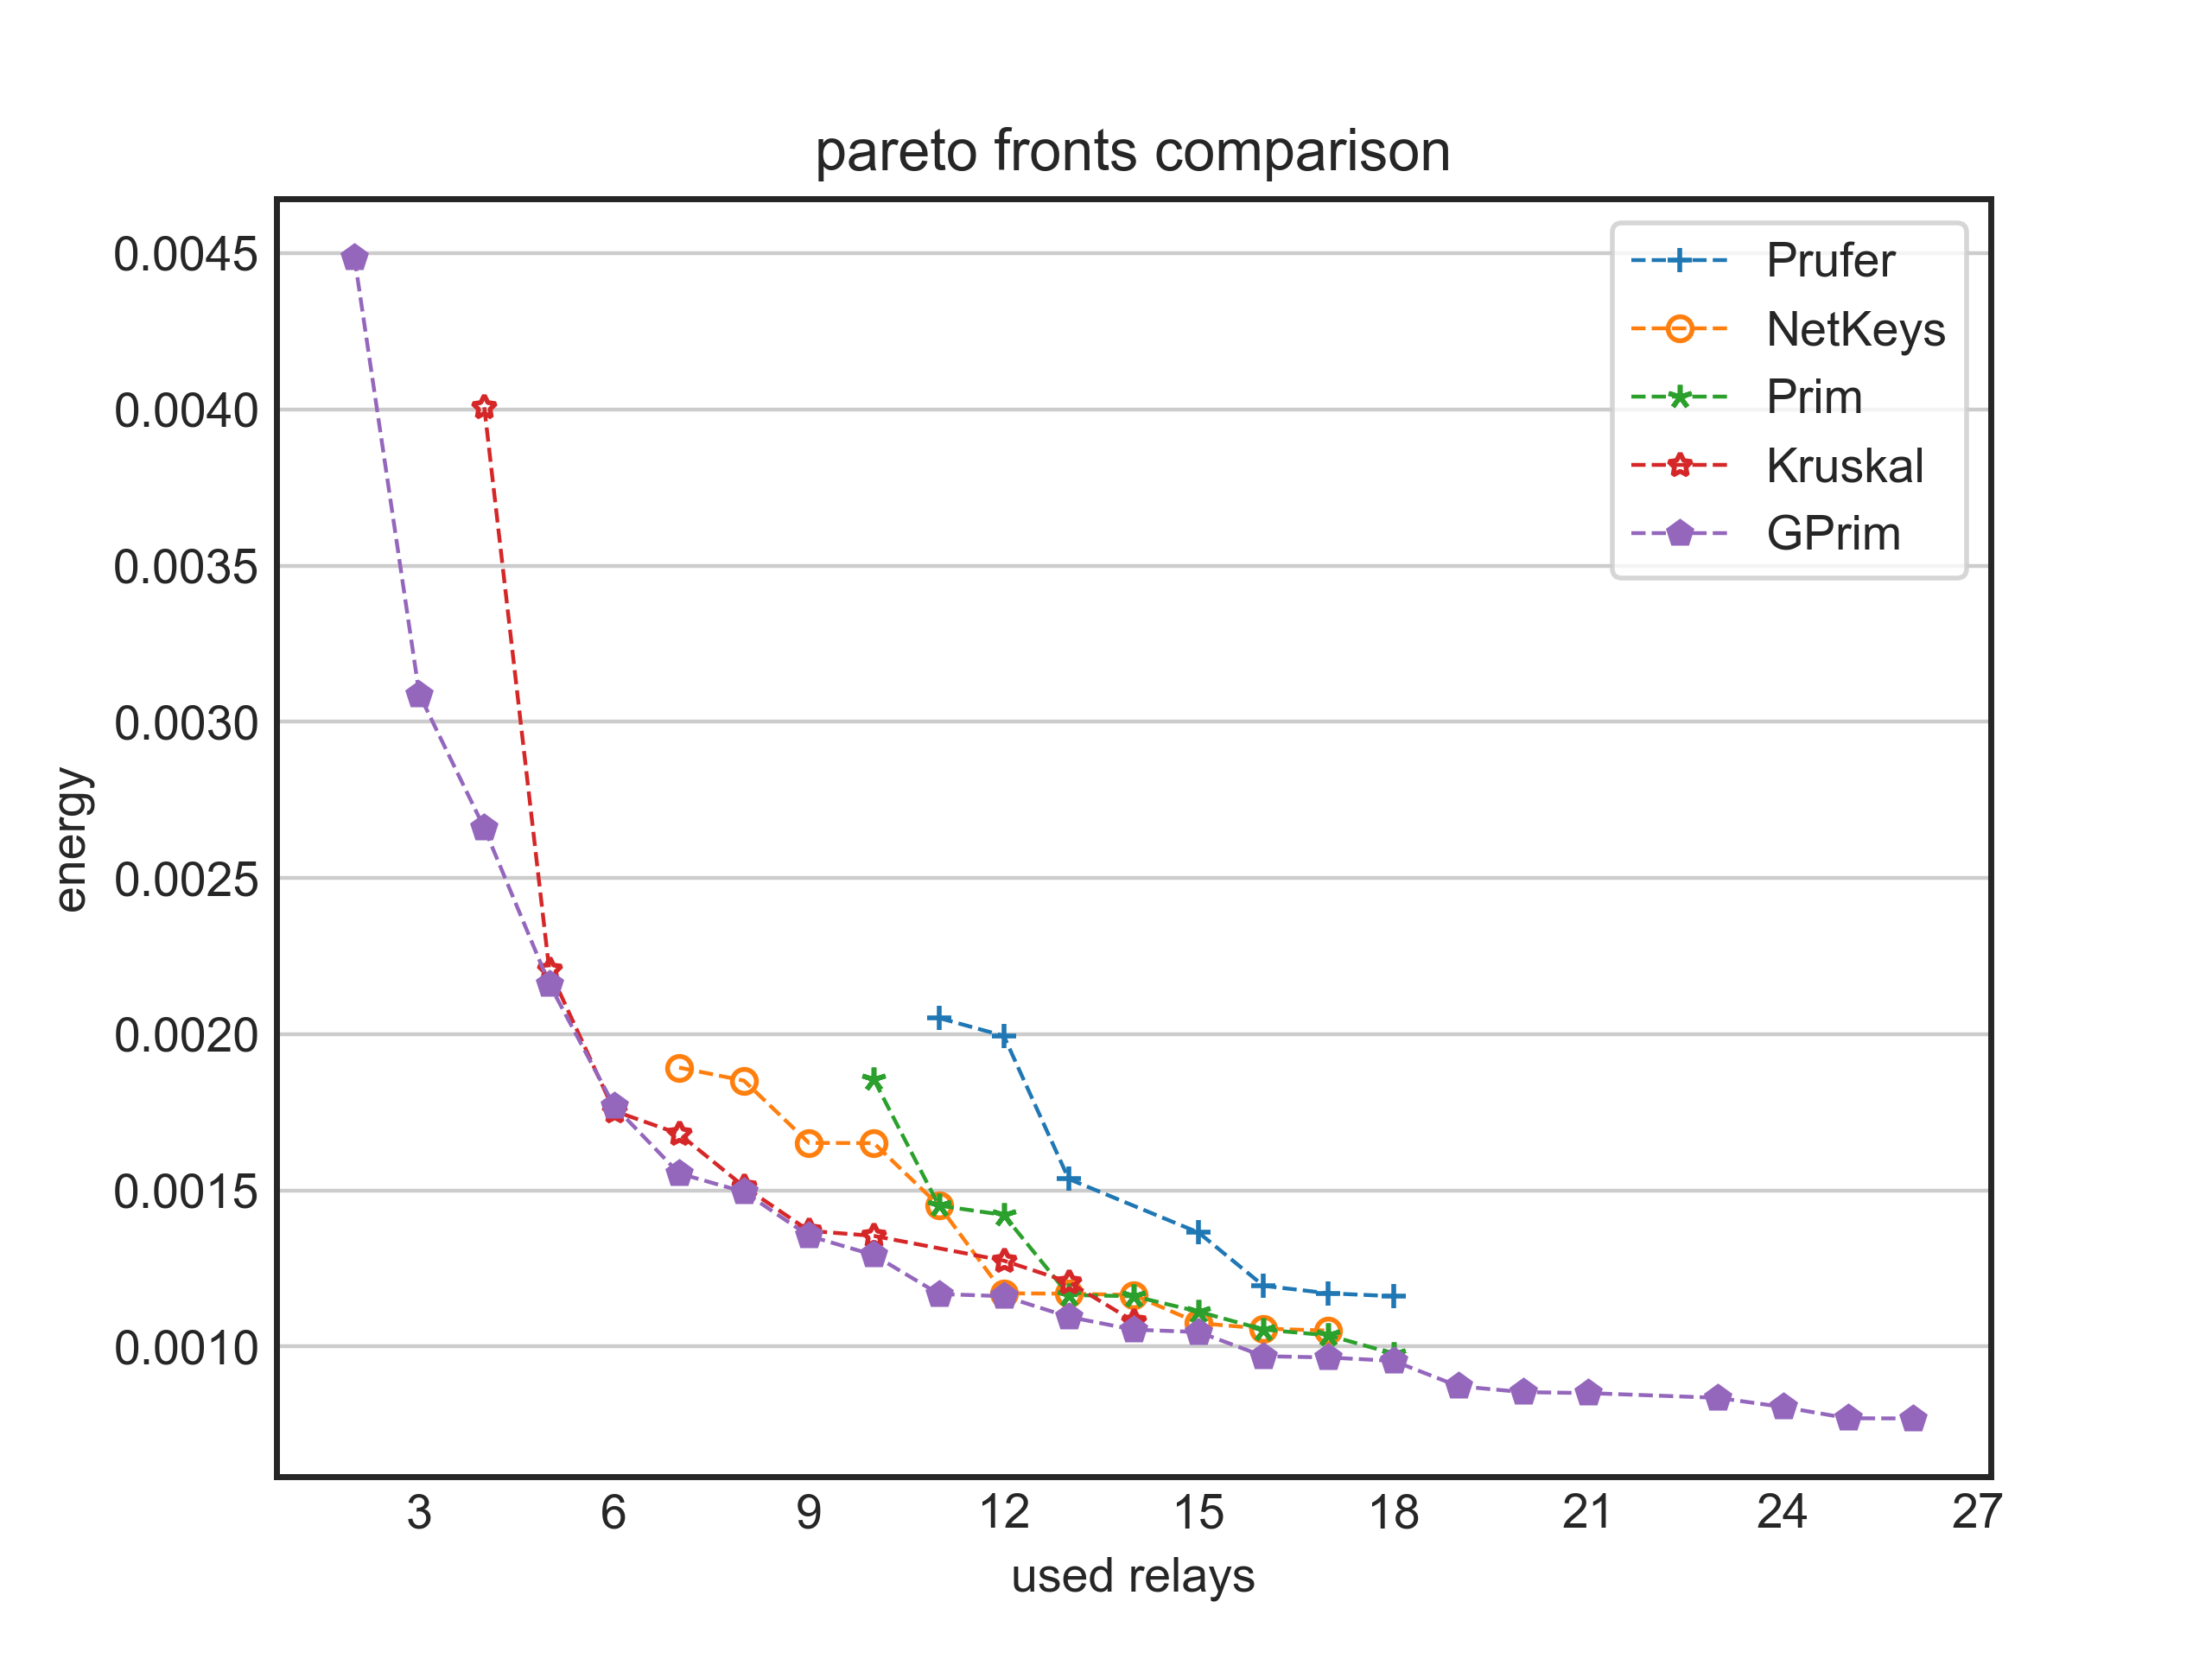 pareto fronts comparison
0.0045
0.0040
0.0035
0.0030
0.0025
0.0020
0.0015
0.0010
energy
3 6 9 12 15 18 21 24 27
used relays
Prufer
NetKeys
Prim
Kruskal
GPrim